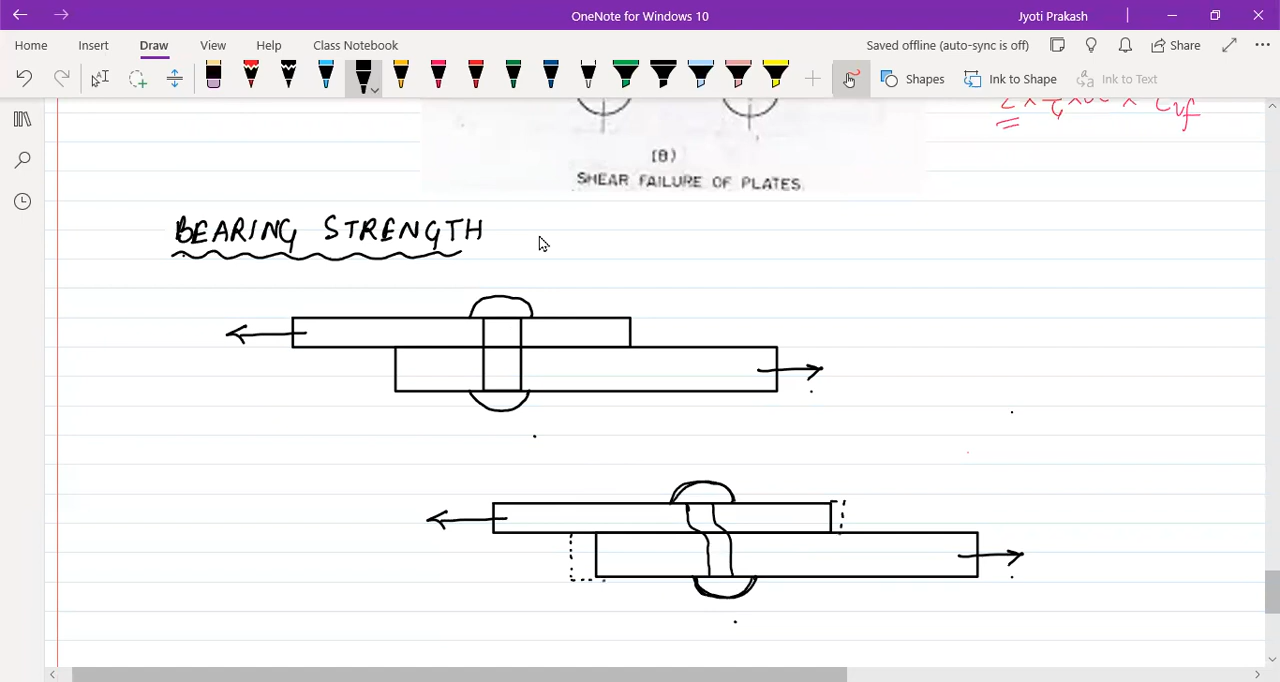 OneNote for Windows 10
Jyoti Prakash
Home Insert Draw View Help Class Notebook
Saved offline (auto-sync is off)
Share
Shapes
Ink to Shape
Ink to Text
(B)
SHEAR FAILURE OF PLATES
BEARING STRENGTH